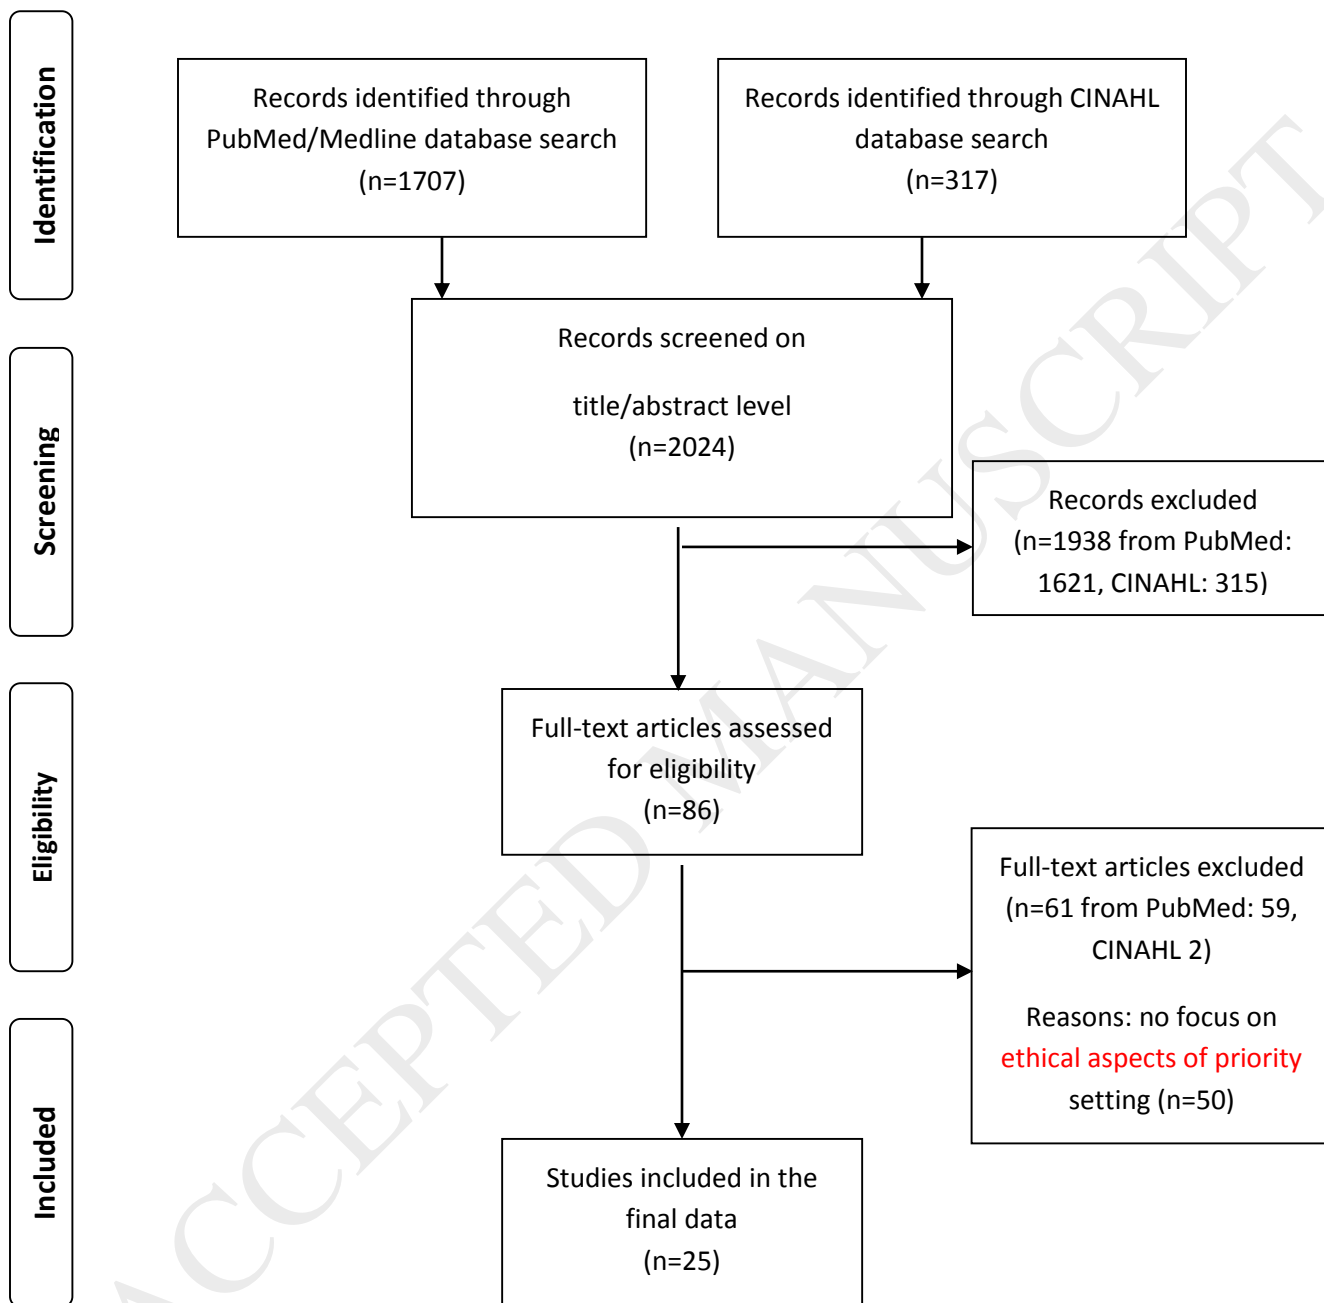 Identification
Records identified through
PubMed/Medline database search
(n=1707)
Records identified through CINAHL
database search
(n=317)
Screening
Records screened on
title/abstract level
(n=2024)
Records excluded
(n=1938 from PubMed:
1621, CINAHL: 315)
Eligibility
Full-text articles assessed
for eligibility
(n=86)
Full-text articles excluded
(n=61 from PubMed: 59,
CINAHL 2)
Reasons: no focus on
ethical aspects of priority
setting (n=50)
Included
Studies included in the
final data
(n=25)
ACCEPTED MANUSCRIPT